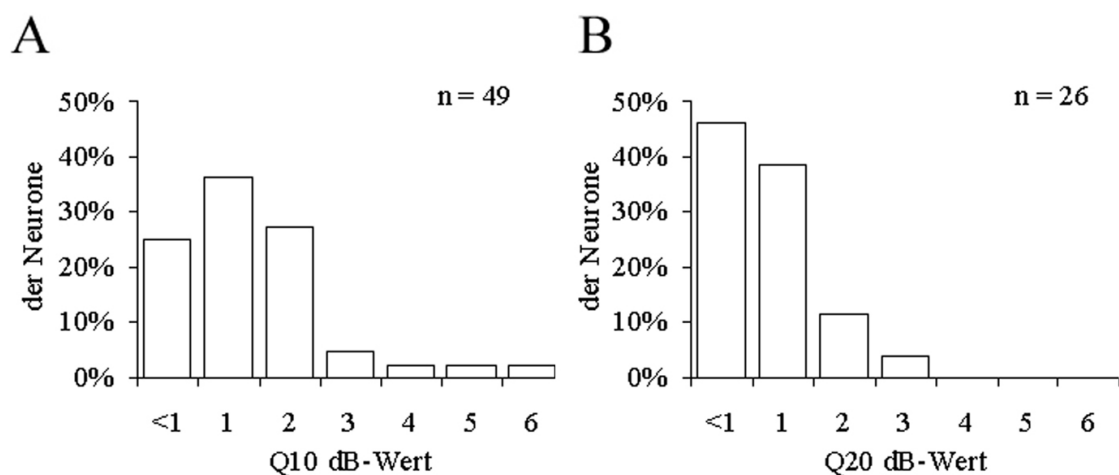 A
n = 49
der Neurone
50%
40%
30%
20%
10%
0%
<1 1 2 3 4 5 6
Q10 dB-Wert
B
n = 26
der Neurone
50%
40%
30%
20%
10%
0%
<1 1 2 3 4 5 6
Q20 dB-Wert